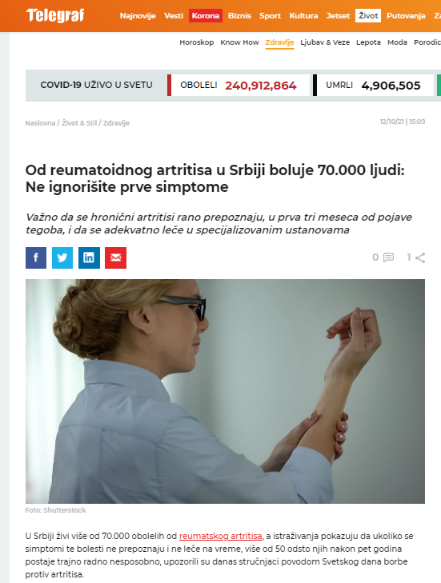 Telegraf Najnovije Vesti Korona Biznis Sport Kultura Jetset Život Putovanja
Horoskop Know How Zdravlje Ljubav & Veze Lepota Moda Porodic
COVID-19 UŽIVO U SVETU OBOLELI 240,912,864 UMRLI 4,906,505
Naslovna / Život & Stil / Zdravlje 12/10/21 | 15:09
Od reumatoidnog artritisa u Srbiji boluje 70.000 ljudi:
Ne ignorišite prve simptome
Važno da se hronični artritisi rano prepoznaju, u prva tri meseca od pojave
tegoba, i da se adekvatno leče u specijalizovanim ustanovama
0 1
Foto: Shutterstock
U Srbiji živi više od 70.000 obolelih od reumatskog artritisa, a istraživanja pokazuju da ukoliko se
simptomi te bolesti ne prepoznaju i ne leče na vreme, više od 50 odsto njih nakon pet godina
postaje trajno radno nesposobno, upozorili su danas stručnjaci povodom Svetskog dana borbe
protiv artritisa.